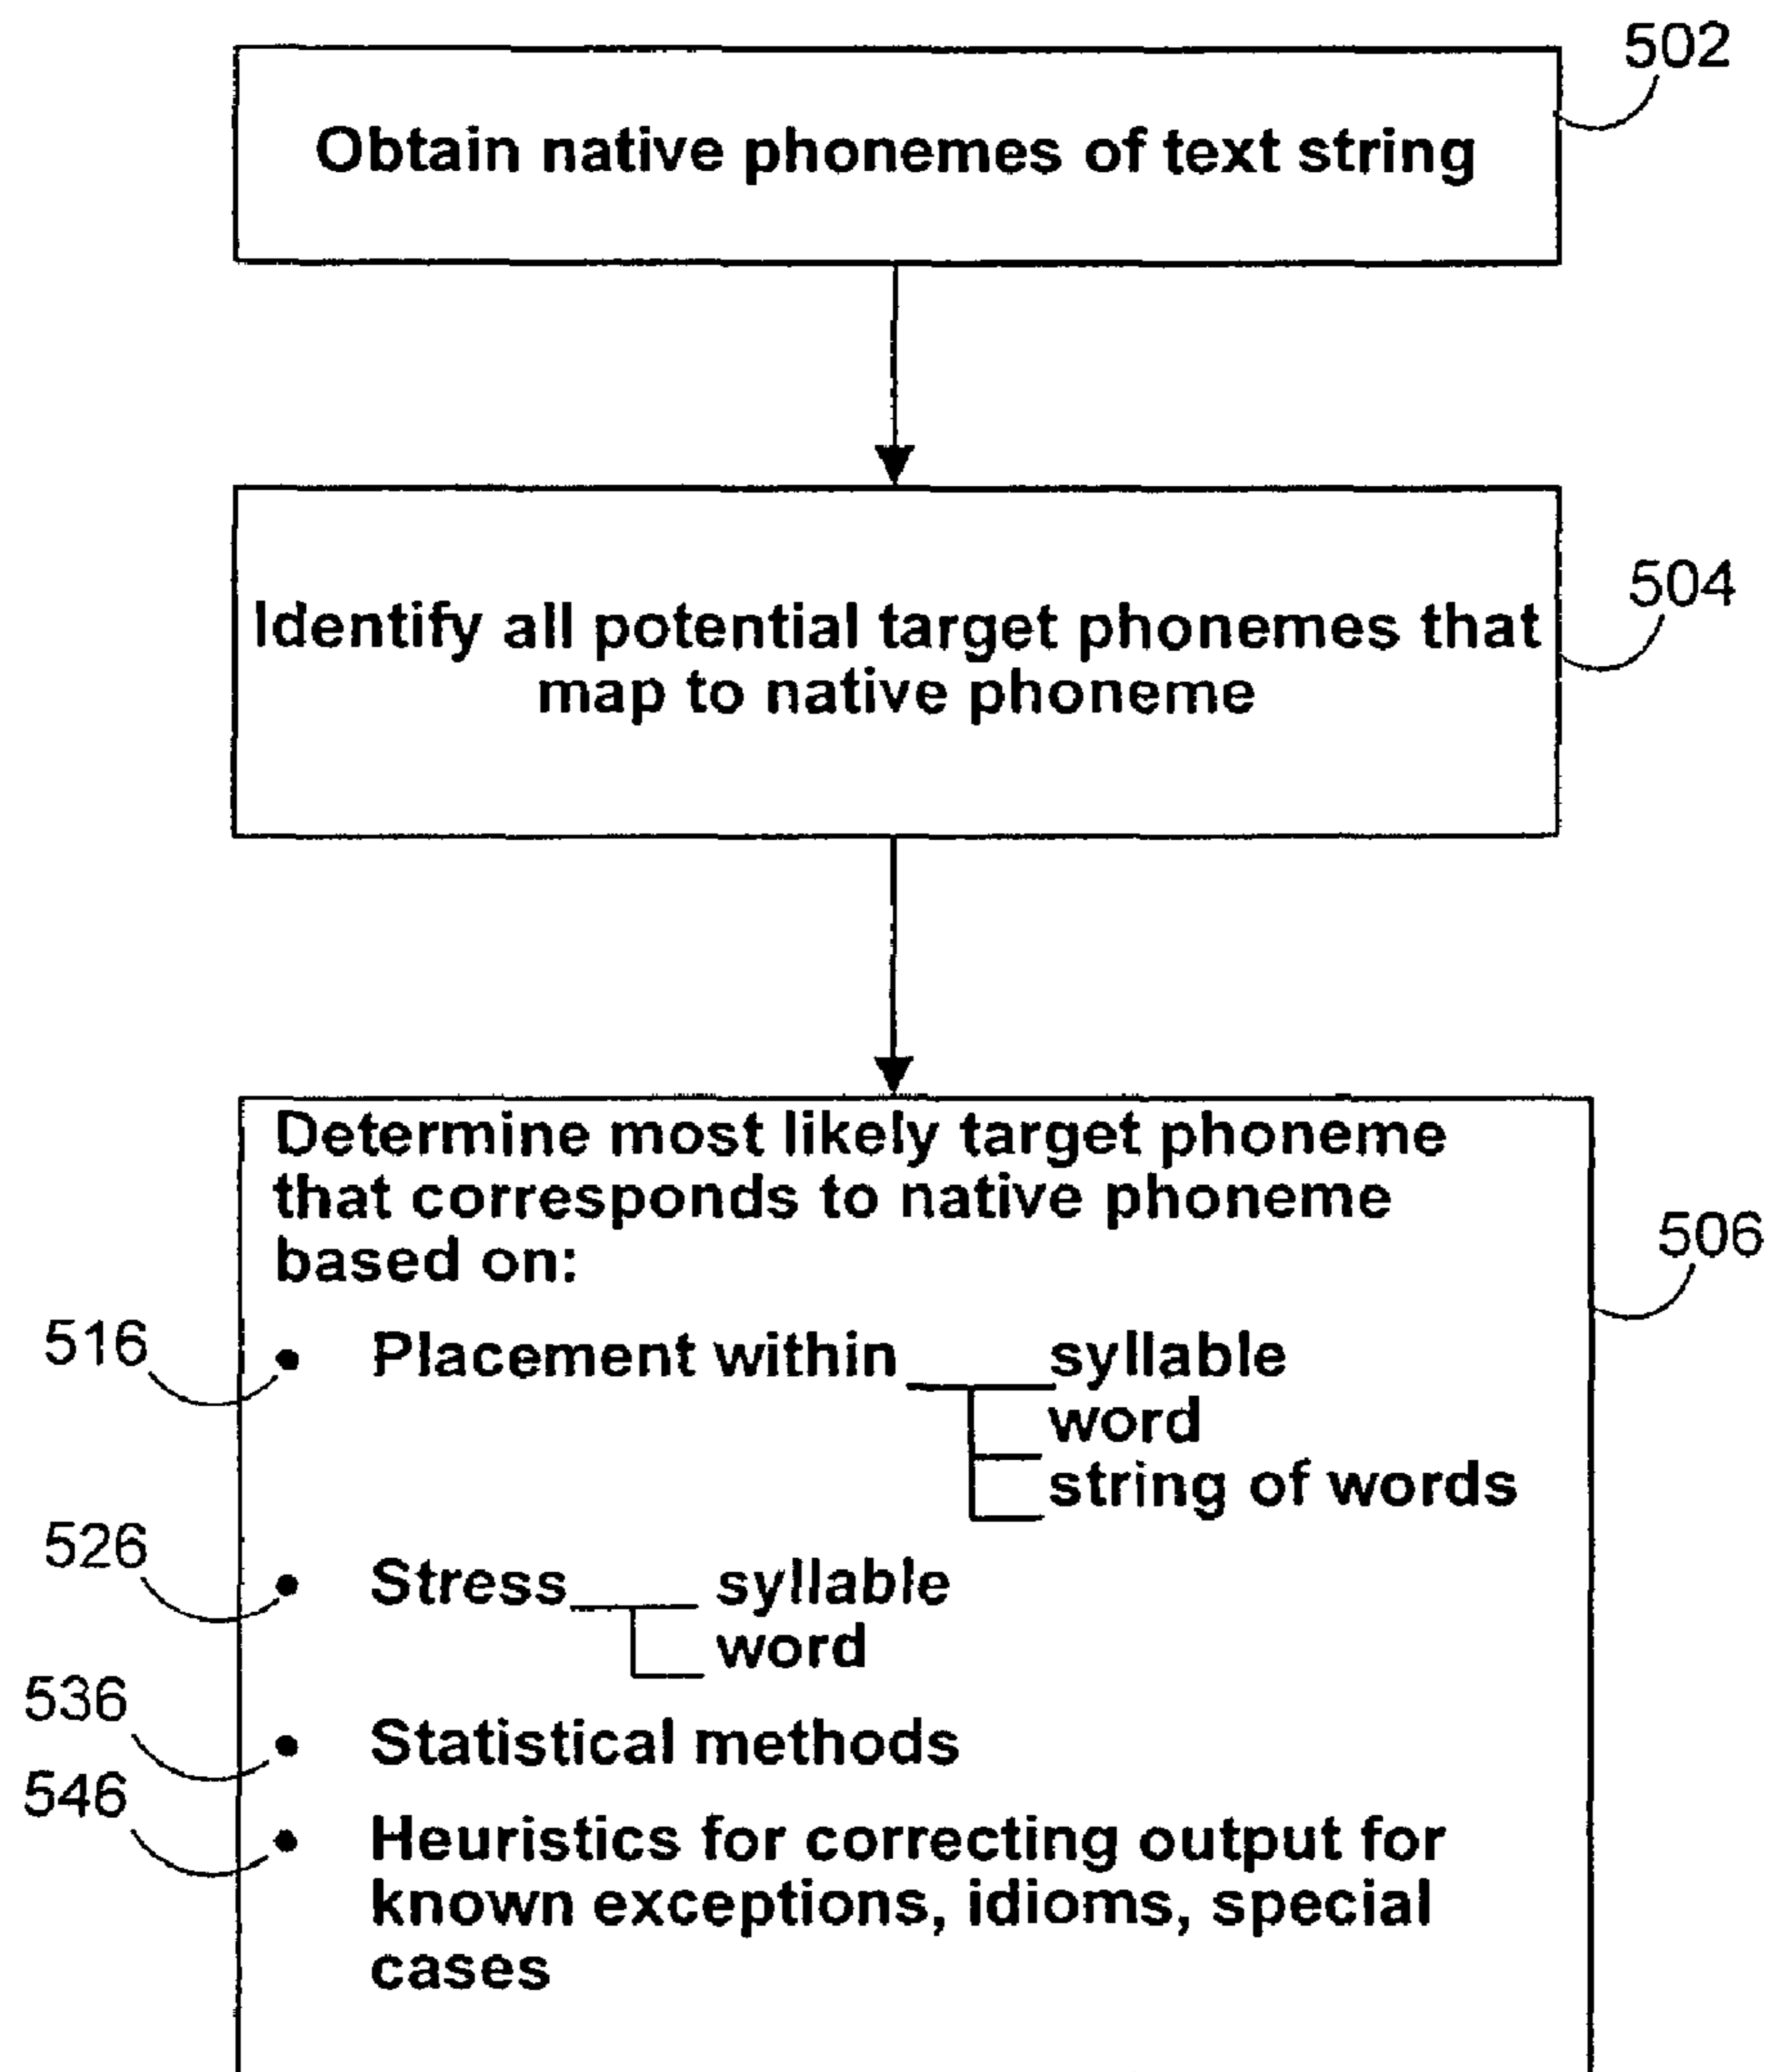 502
Obtain native phonemes of text string
504
Identify all potential target phonemes that
map to native phoneme
506
Determine most likely target phoneme
that corresponds to native phoneme
based on:
516
• Placement within syllable
word
string of words
526
• Stress syllable
word
536
• Statistical methods
546
• Heuristics for correcting output for
known exceptions, idioms, special
cases